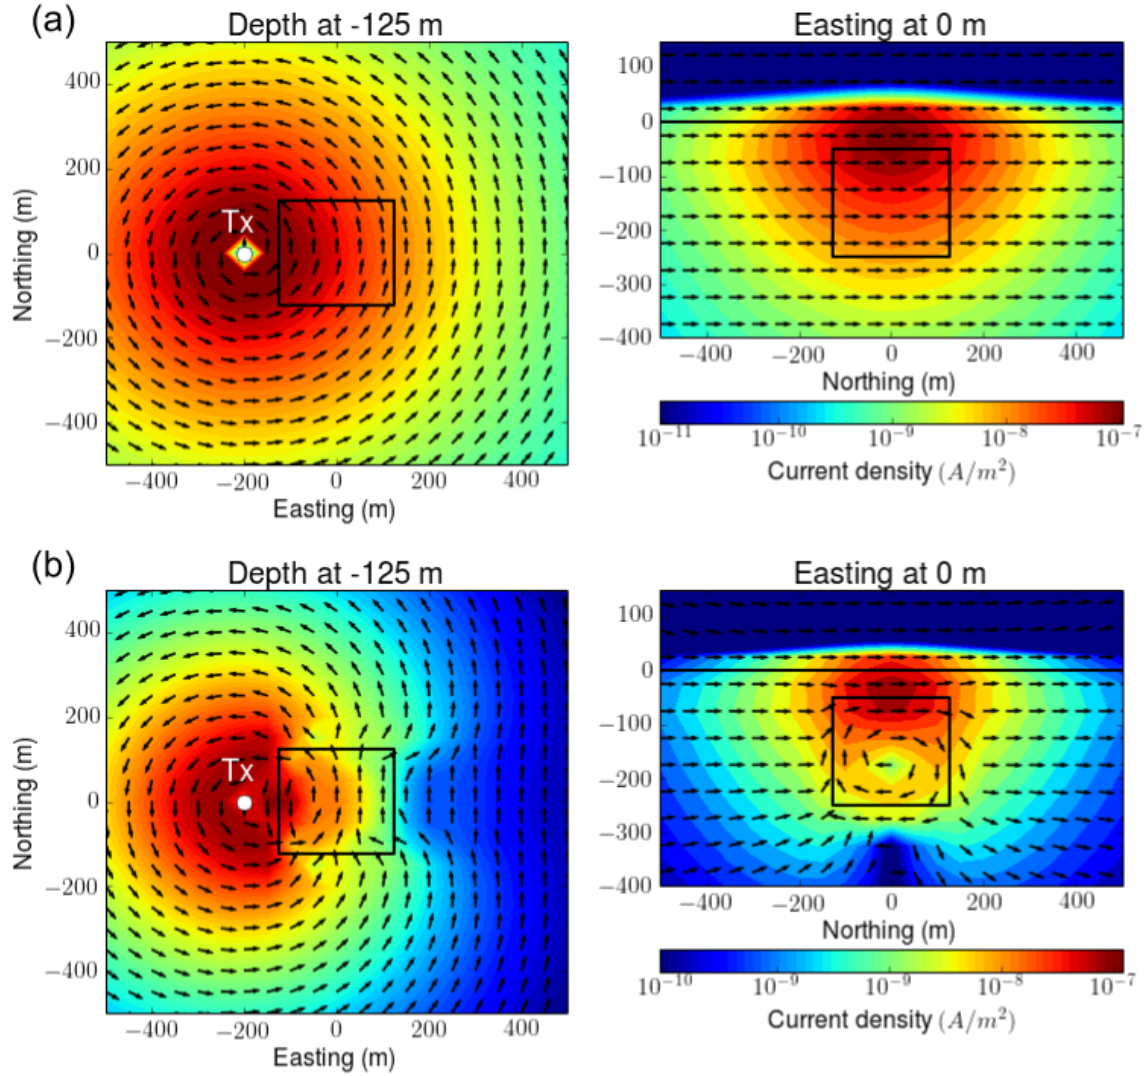 (a)
Depth at -125 m
Easting at 0 m
400
200
0
−200
−400
Northing (m)
Tx
−400 −200 0 200 400
Easting (m)
100
0
−100
−200
−300
−400
−400 −200 0 200 400
Northing (m)
10⁻¹¹ 10⁻¹⁰ 10⁻⁹ 10⁻⁸ 10⁻⁷
Current density (A/m²)
(b)
Depth at -125 m
Easting at 0 m
400
200
0
−200
−400
Northing (m)
Tx
−400 −200 0 200 400
Easting (m)
100
0
−100
−200
−300
−400
−400 −200 0 200 400
Northing (m)
10⁻¹⁰ 10⁻⁹ 10⁻⁹ 10⁻⁸ 10⁻⁷
Current density (A/m²)